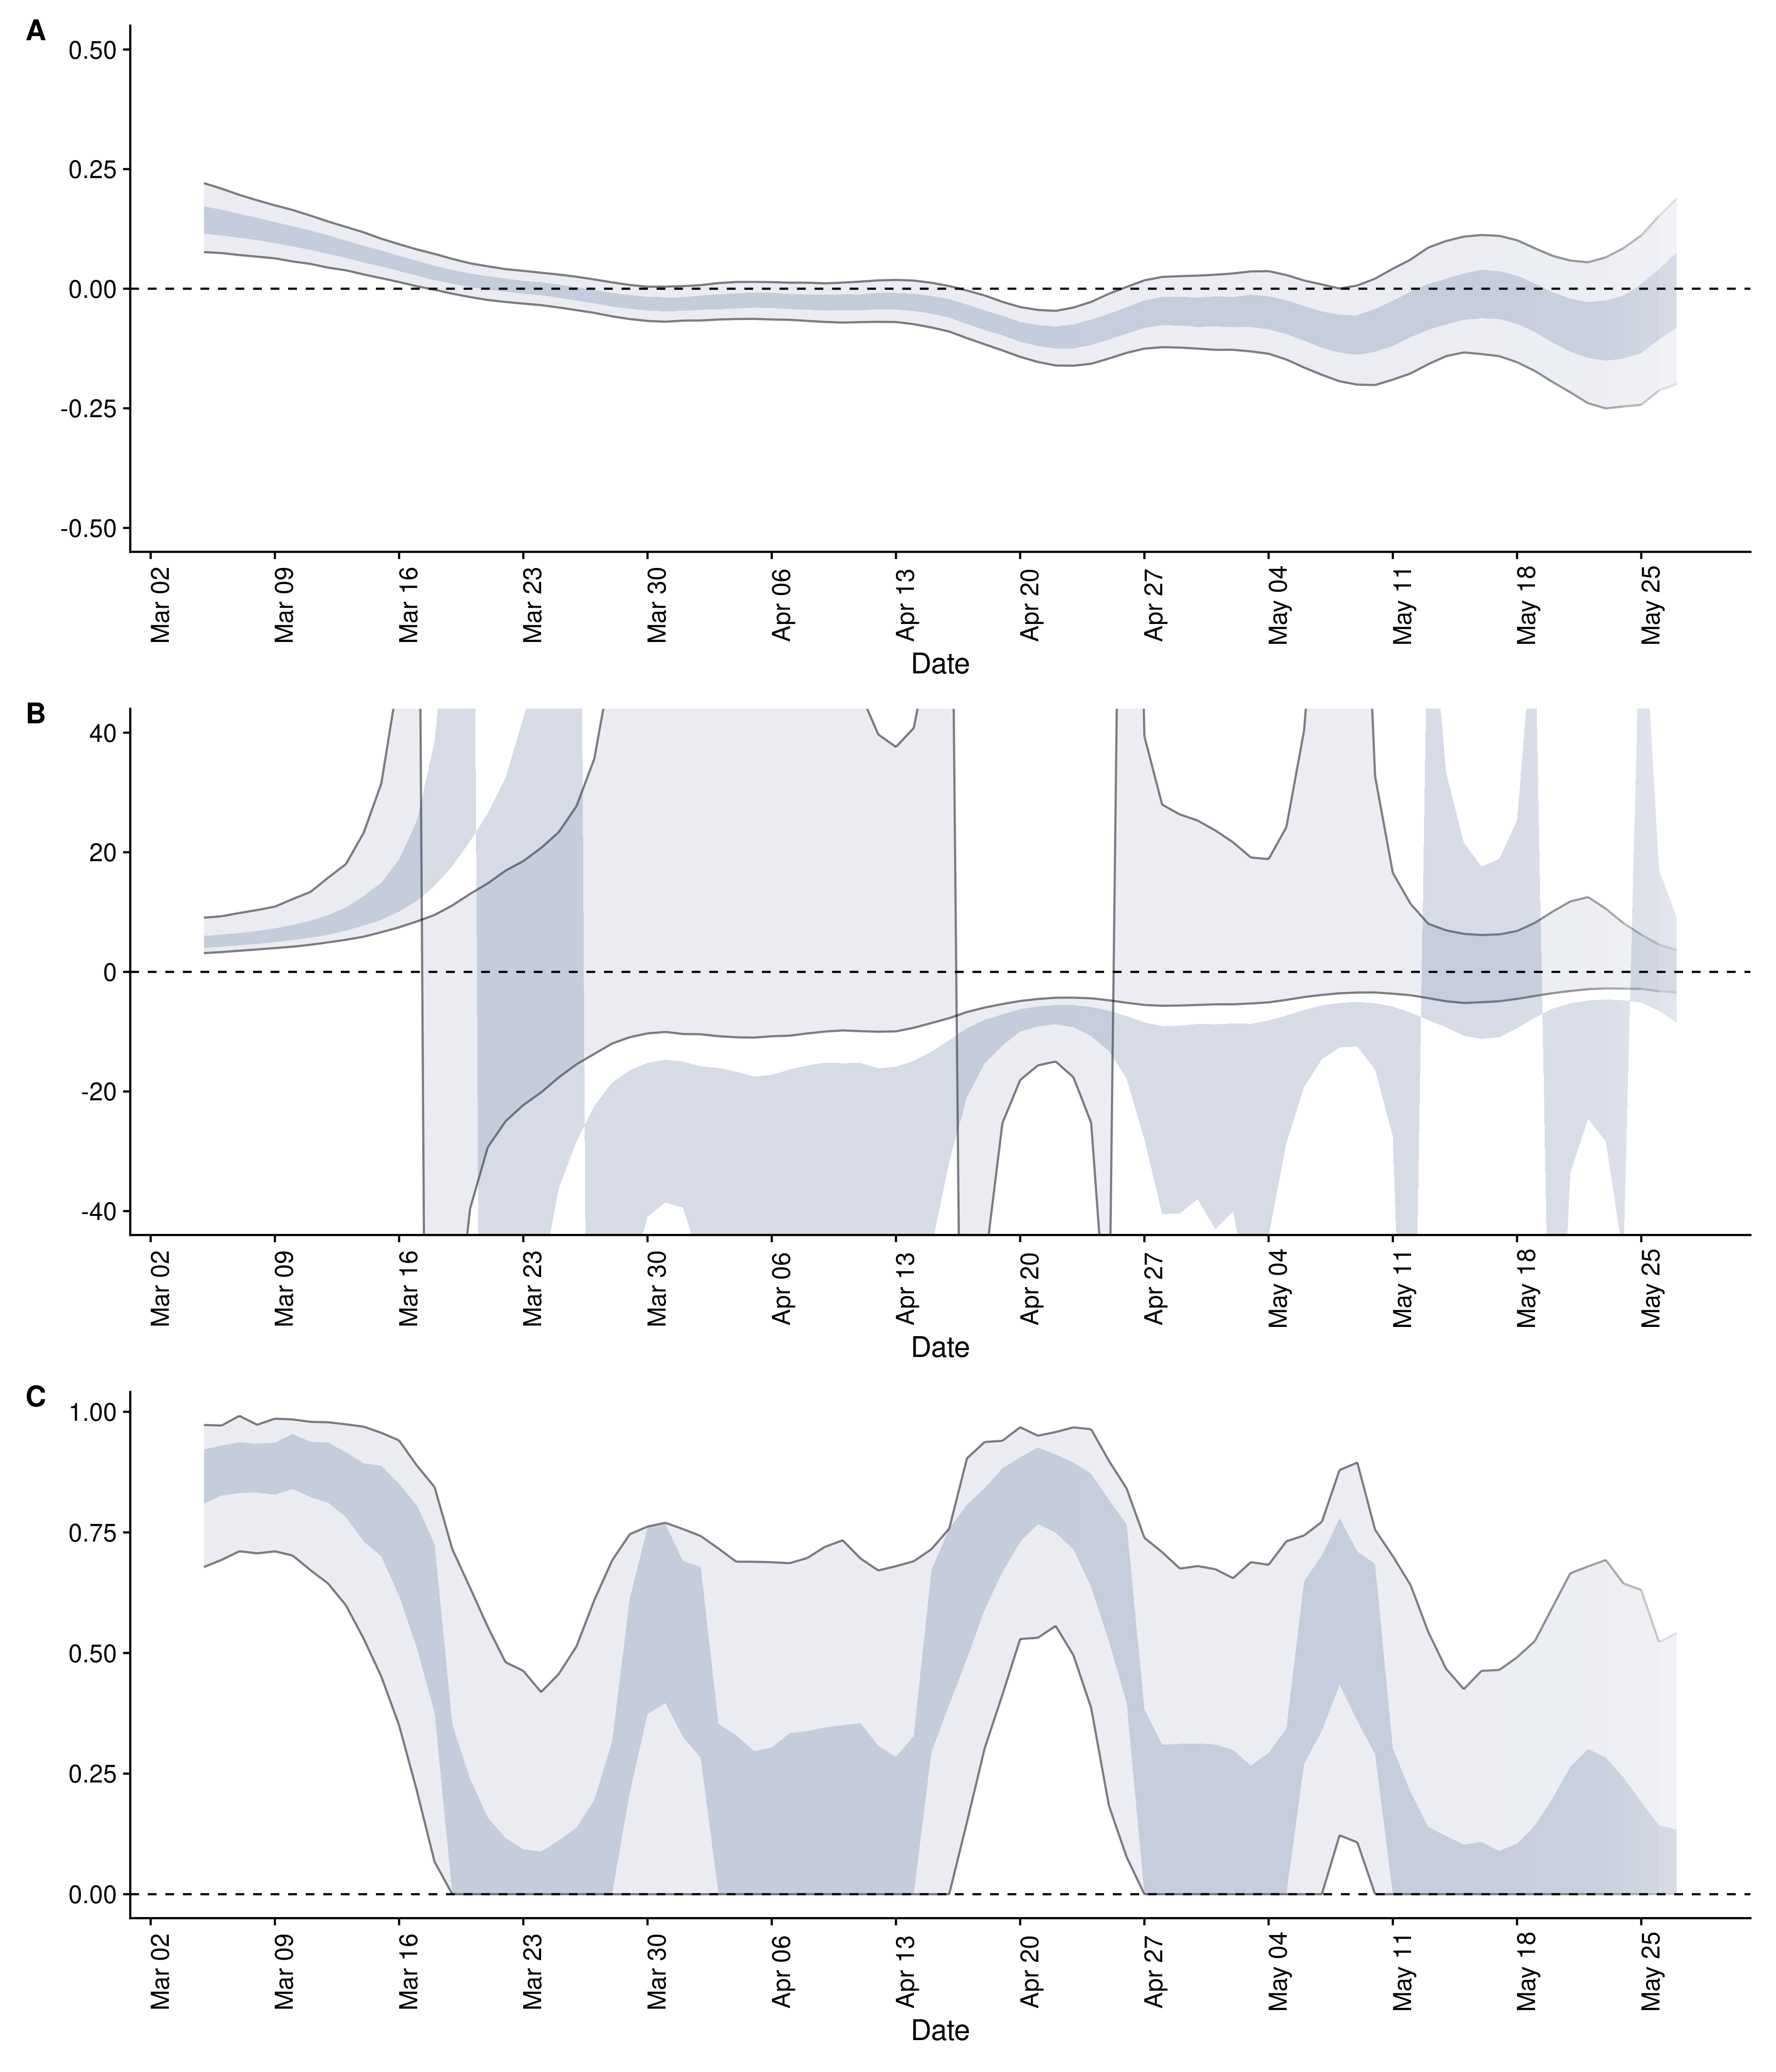 A
0.50
0.25
0.00
-0.25
-0.50
Mar 02
Mar 09
Mar 16
Mar 23
Mar 30
Apr 06
Apr 13
Apr 20
Apr 27
May 04
May 11
May 18
May 25
Date
B
40
20
0
-20
-40
Mar 02
Mar 09
Mar 16
Mar 23
Mar 30
Apr 06
Apr 13
Apr 20
Apr 27
May 04
May 11
May 18
May 25
Date
C
1.00
0.75
0.50
0.25
0.00
Mar 02
Mar 09
Mar 16
Mar 23
Mar 30
Apr 06
Apr 13
Apr 20
Apr 27
May 04
May 11
May 18
May 25
Date